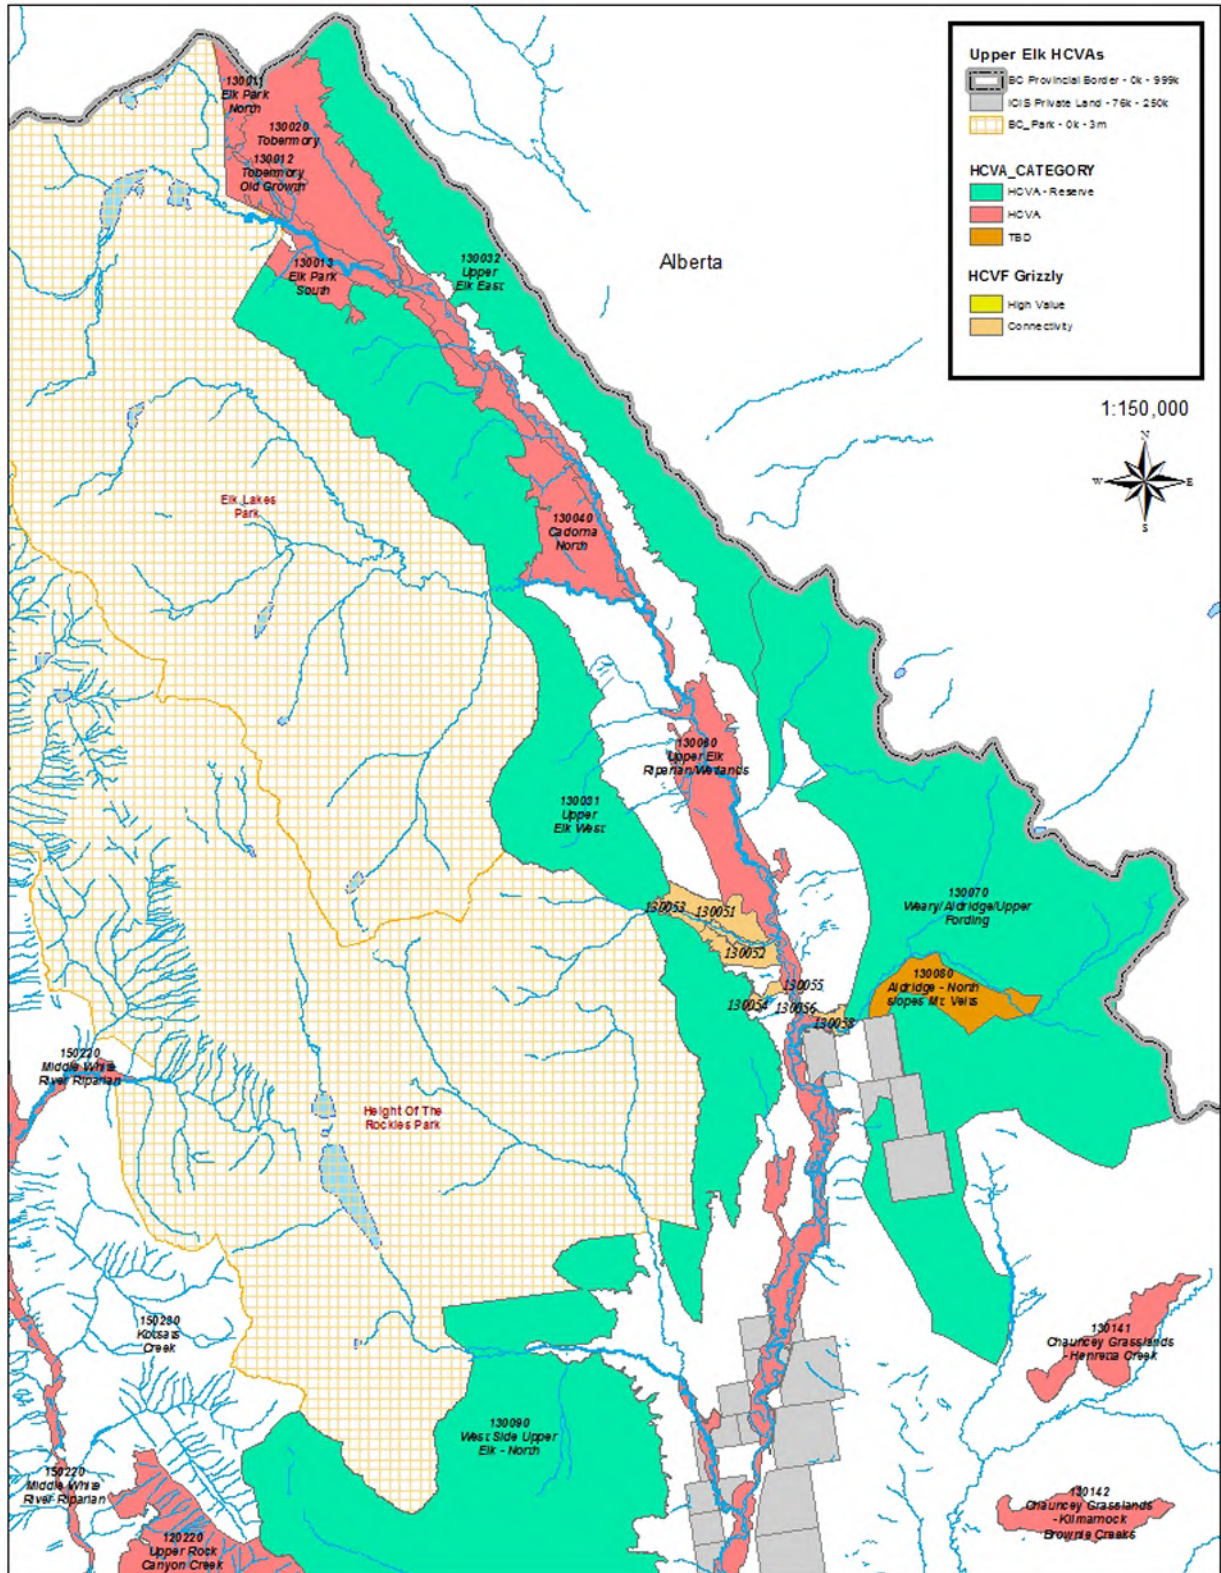 Upper Elk HCVAs
BC Provincial Border - 0k - 999k
ICIS Private Land - 76k - 250k
BC_Park - 0k - 3m
HCVA_CATEGORY
HCVA - Reserve
HCVA
TBD
HCVF Grizzly
High Value
Connectivity
1:150,000
N
W
E
S
Alberta
130011
Elk Park
North
130020
Tobermory
130012
Tobermory
Old Growth
130013
Elk Park
South
130032
Upper
Elk East
Elk Lakes
Park
130040
Cadorna
North
130060
Upper Elk
Riparian/Wetlands
130031
Upper
Elk West
130070
Weary/Aldridge/Upper
Fording
130053
130051
130052
130080
Aldridge - North
slopes Mt. Veits
130055
130054
130056
130058
150220
Middle White
River Riparian
Height Of The
Rockies Park
150230
Kotsats
Creek
130141
Chauncey Grasslands
- Henretta Creek
130090
West Side Upper
Elk - North
150220
Middle White
River Riparian
130142
Chauncey Grasslands
- Kilmarnock
Brownie Creeks
120220
Upper Rock
Canyon Creek